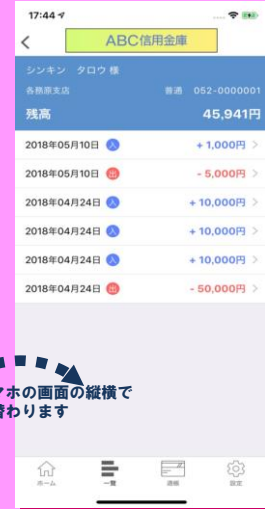 17:44
ABC信用金庫
シンキン タロウ 様
各務原支店 普通 052-0000001
残高 45,941円
2018年05月10日 入 + 1,000円
2018年05月10日 出 - 5,000円
2018年04月24日 入 + 10,000円
2018年04月24日 入 + 10,000円
2018年04月24日 入 + 10,000円
2018年04月24日 出 - 50,000円
マホの画面の縦横で
替わります
ホーム 一覧 通帳 設定